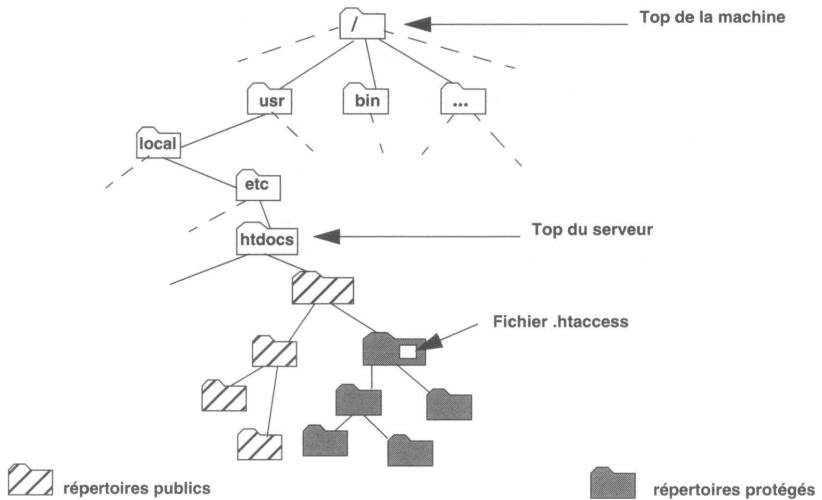 /
Top de la machine
usr
bin
...
local
etc
htdocs
Top du serveur
Fichier .htaccess
répertoires publics
répertoires protégés